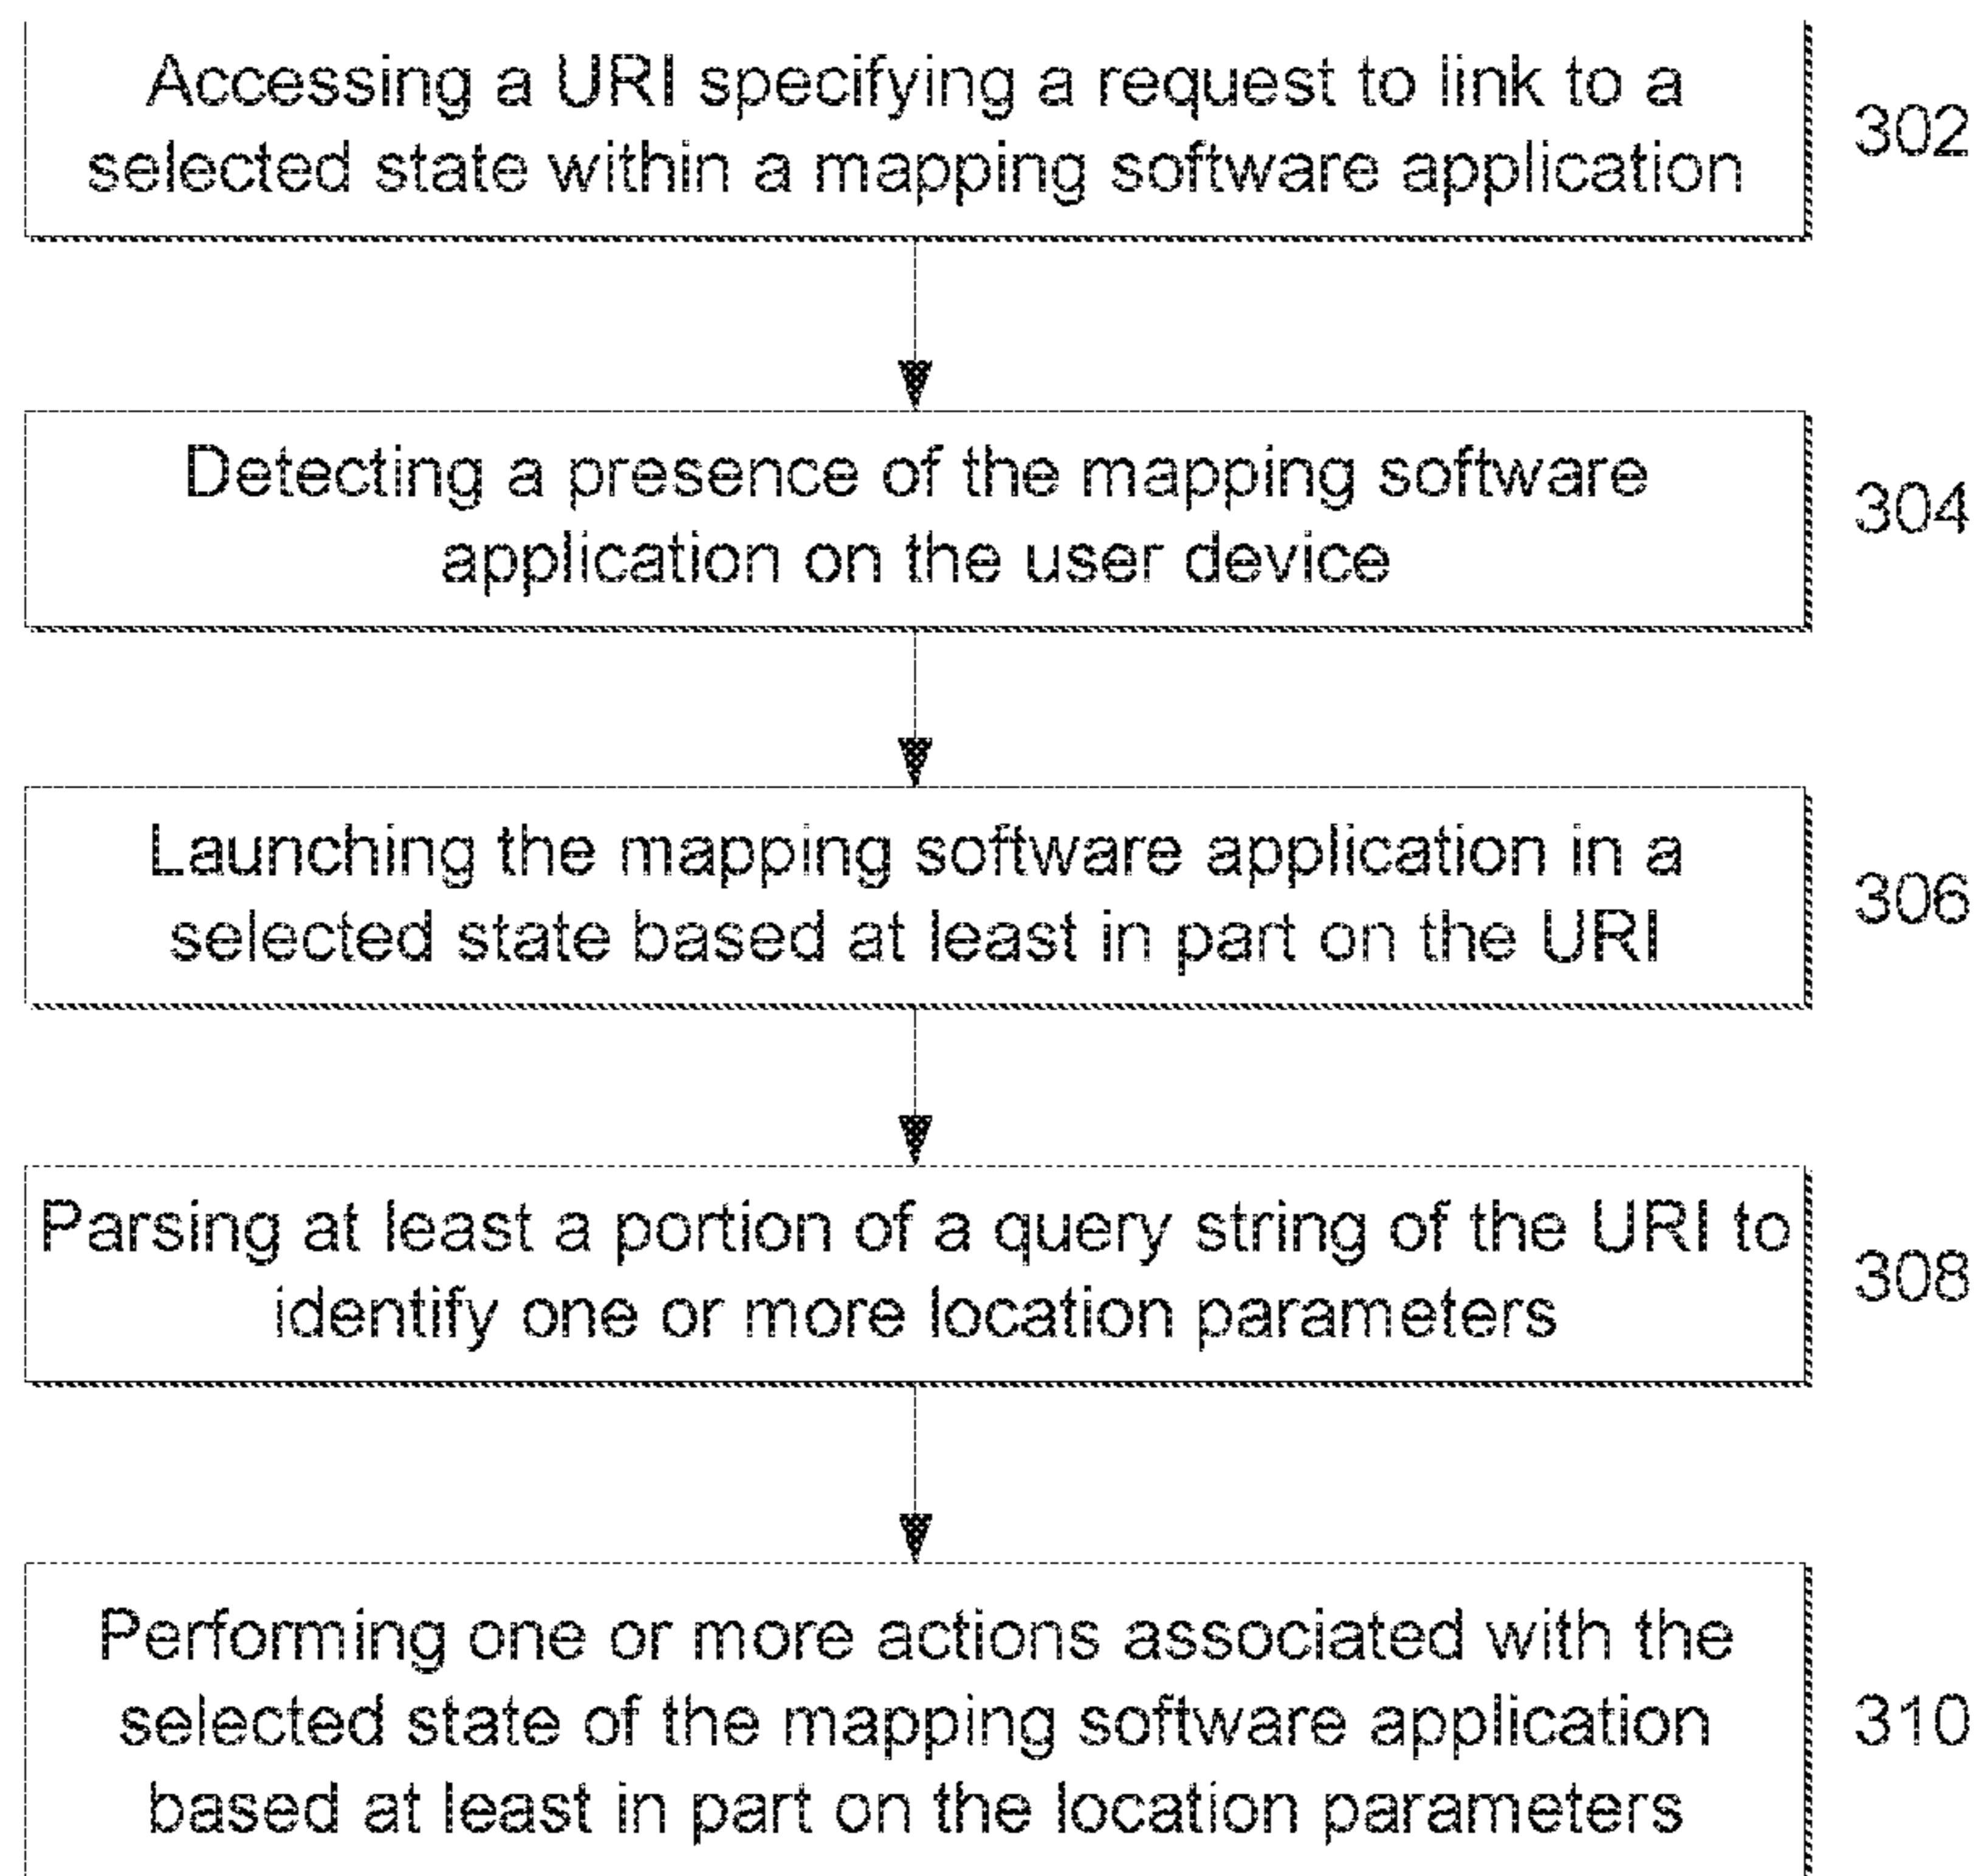 Accessing a URI specifying a request to link to a
selected state within a mapping software application
302
Detecting a presence of the mapping software
application on the user device
304
Launching the mapping software application in a
selected state based at least in part on the URI
306
Parsing at least a portion of a query string of the URI to
identify one or more location parameters
308
Performing one or more actions associated with the
selected state of the mapping software application
based at least in part on the location parameters
310